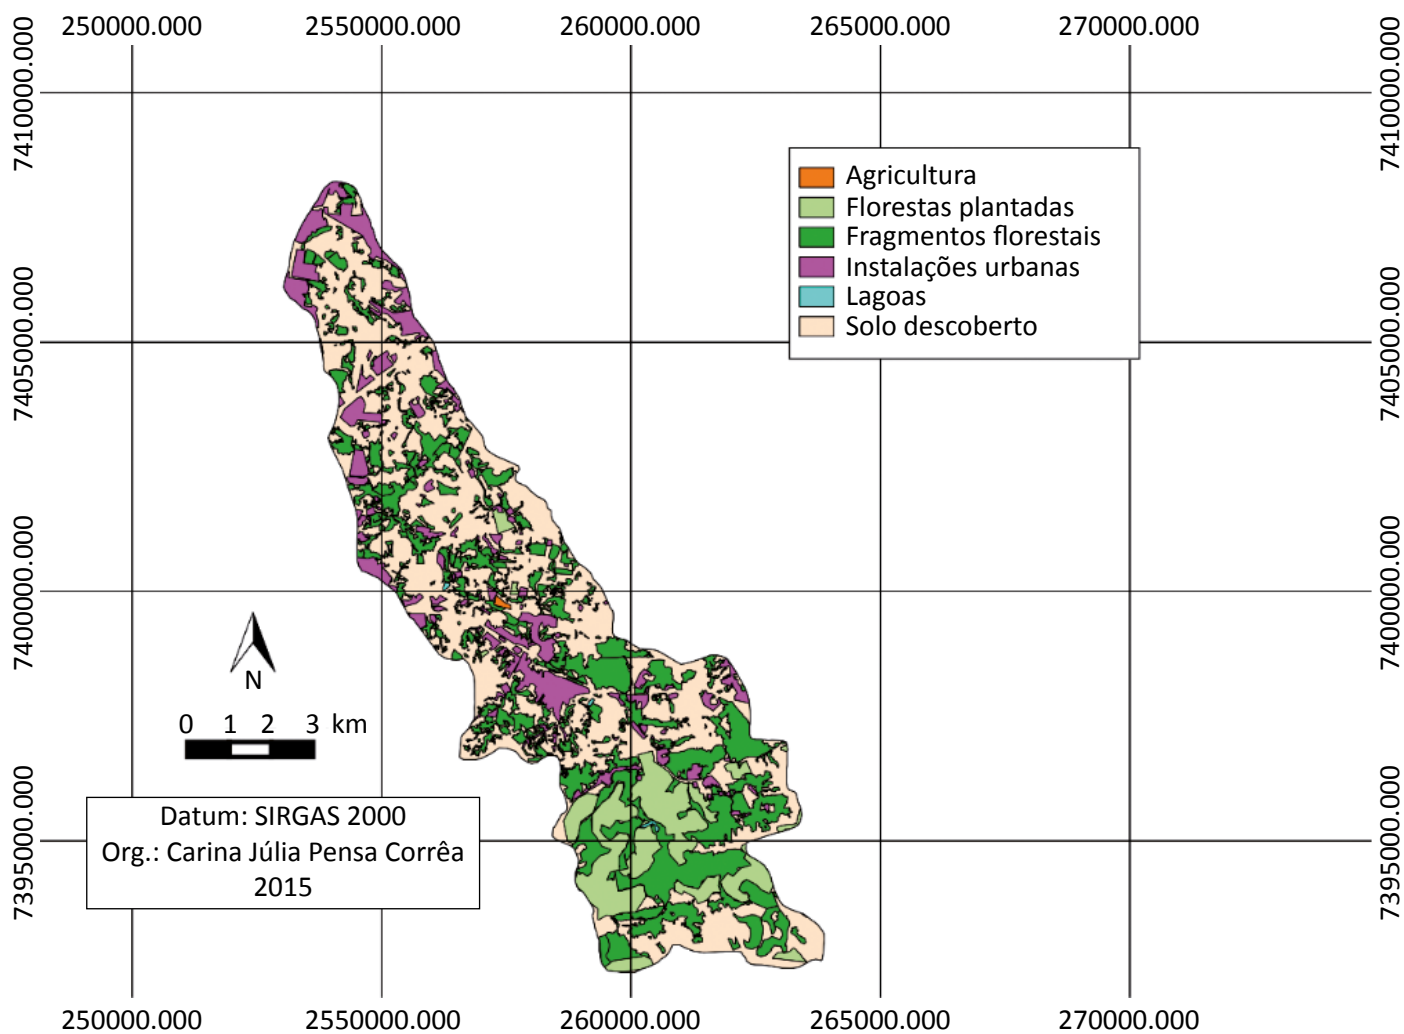 250000.000 2550000.000 260000.000 265000.000 270000.000
7410000.000 7410000.000
Agricultura
Florestas plantadas
Fragmentos florestais
Instalações urbanas
Lagoas
Solo descoberto
7405000.000 7405000.000
7400000.000 7400000.000
N
0 1 2 3 km
Datum: SIRGAS 2000
Org.: Carina Júlia Pensa Corrêa
2015
7395000.000 7395000.000
250000.000 2550000.000 260000.000 265000.000 270000.000